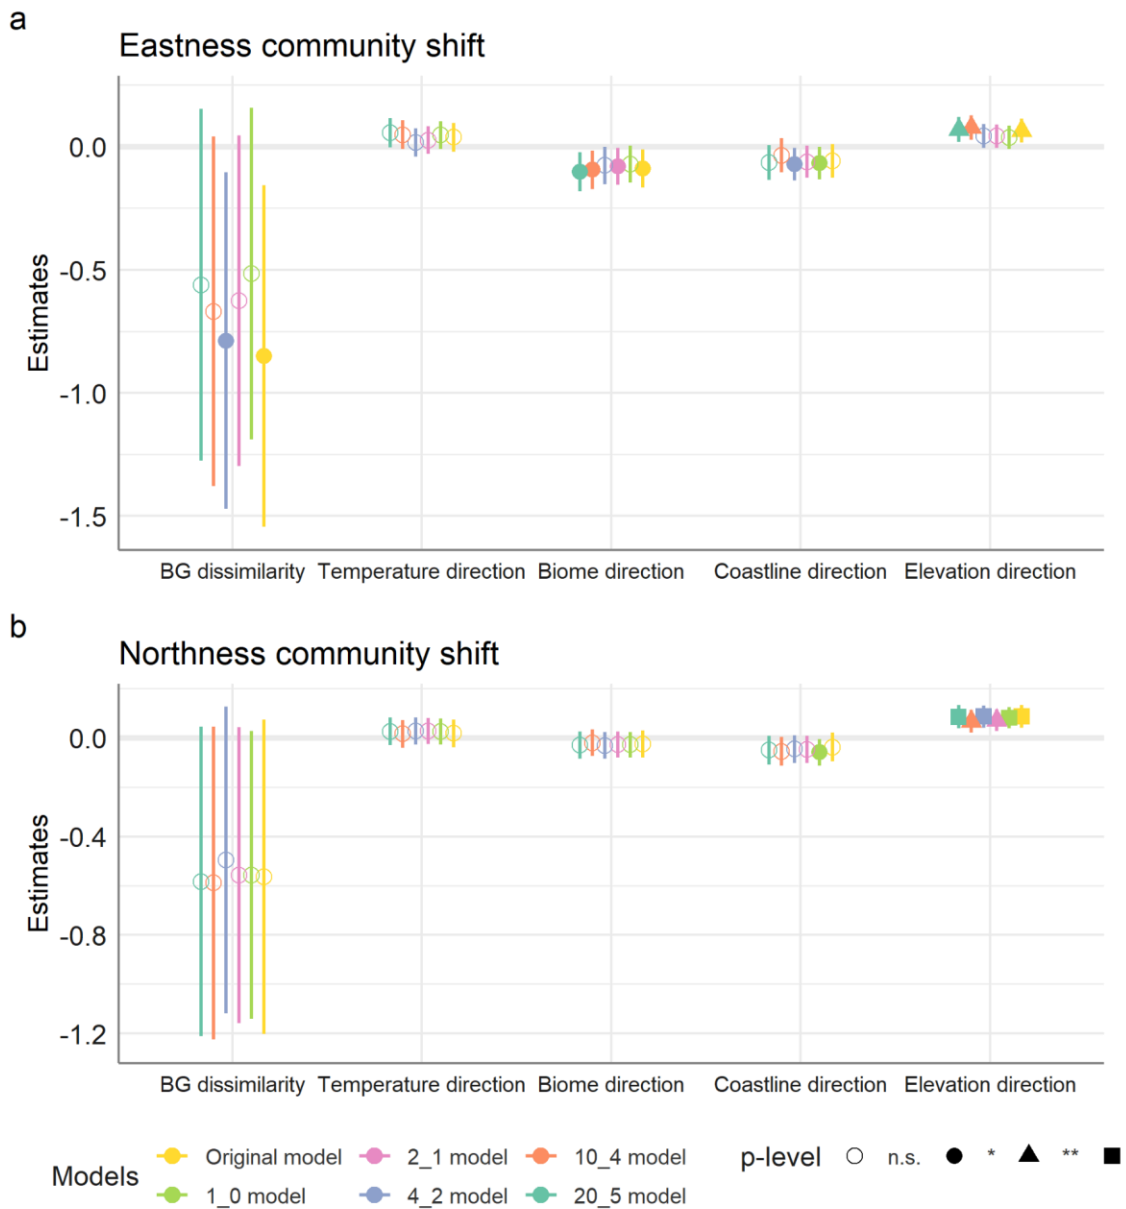 a
Eastness community shift
Estimates
0.0
-0.5
-1.0
-1.5
BG dissimilarity Temperature direction Biome direction Coastline direction Elevation direction
b
Northness community shift
Estimates
0.0
-0.4
-0.8
-1.2
BG dissimilarity Temperature direction Biome direction Coastline direction Elevation direction
Models
Original model 2_1 model 10_4 model
1_0 model 4_2 model 20_5 model
p-level n.s. * **